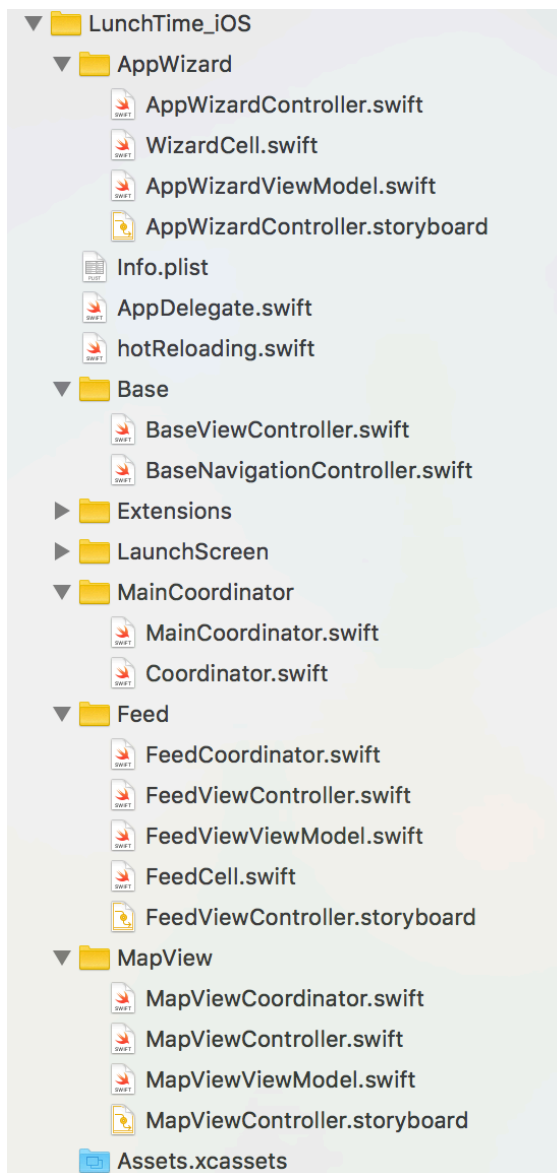 LunchTime_iOS
AppWizard
AppWizardController.swift
WizardCell.swift
AppWizardViewModel.swift
AppWizardController.storyboard
Info.plist
AppDelegate.swift
hotReloading.swift
Base
BaseViewController.swift
BaseNavigationController.swift
Extensions
LaunchScreen
MainCoordinator
MainCoordinator.swift
Coordinator.swift
Feed
FeedCoordinator.swift
FeedViewController.swift
FeedViewViewModel.swift
FeedCell.swift
FeedViewController.storyboard
MapView
MapViewCoordinator.swift
MapViewController.swift
MapViewViewModel.swift
MapViewController.storyboard
Assets.xcassets